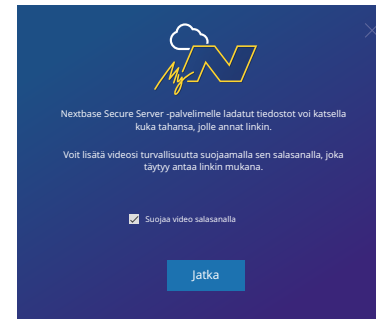 My N
Nextbase Secure Server -palvelimelle ladatut tiedostot voi katsella
kuka tahansa, jolle annat linkin.
Voit lisätä videosi turvallisuutta suojaamalla sen salasanalla, joka
täytyy antaa linkin mukana.
Suojaa video salasanalla
Jatka